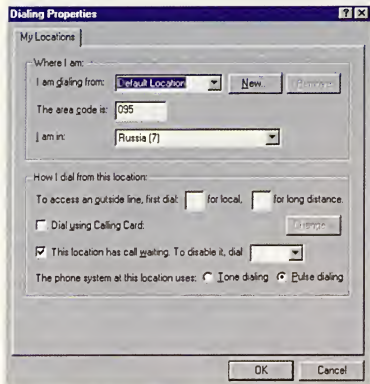 Dialing Properties
My Locations
Where I am:
I am dialing from: Default Location New... Remove
The area code is: 095
I am in: Russia (7)
How I dial from this location:
To access an outside line, first dial: for local, for long distance.
Dial using Calling Card:
Change...
This location has call waiting. To disable it, dial
The phone system at this location uses: Tone dialing Pulse dialing
OK Cancel